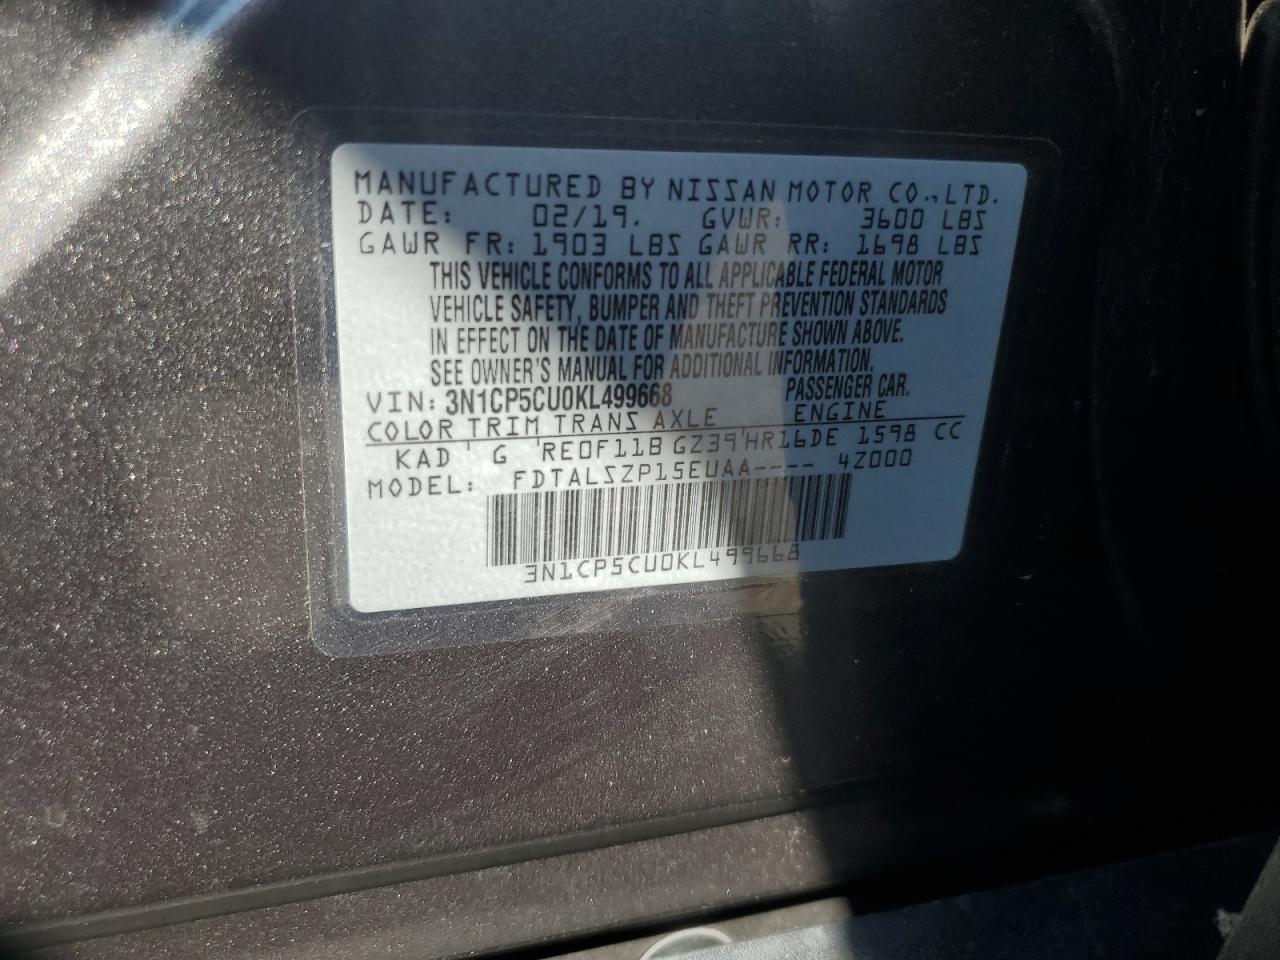 MANUFACTURED BY NISSAN MOTOR CO., LTD.
DATE: 02/19. GVWR: 3600 LBS
GAWR FR: 1903 LBS GAWR RR: 1698 LBS
THIS VEHICLE CONFORMS TO ALL APPLICABLE FEDERAL MOTOR
VEHICLE SAFETY, BUMPER AND THEFT PREVENTION STANDARDS
IN EFFECT ON THE DATE OF MANUFACTURE SHOWN ABOVE.
SEE OWNER'S MANUAL FOR ADDITIONAL INFORMATION.
VIN: 3N1CP5CU0KL499668 PASSENGER CAR.
COLOR TRIM TRANS AXLE ENGINE
KAD G RE0F11B GZ39 HR16DE 1598 CC
MODEL: FDTALSZP15EUAA---- 4Z000
3N1CP5CU0KL499668